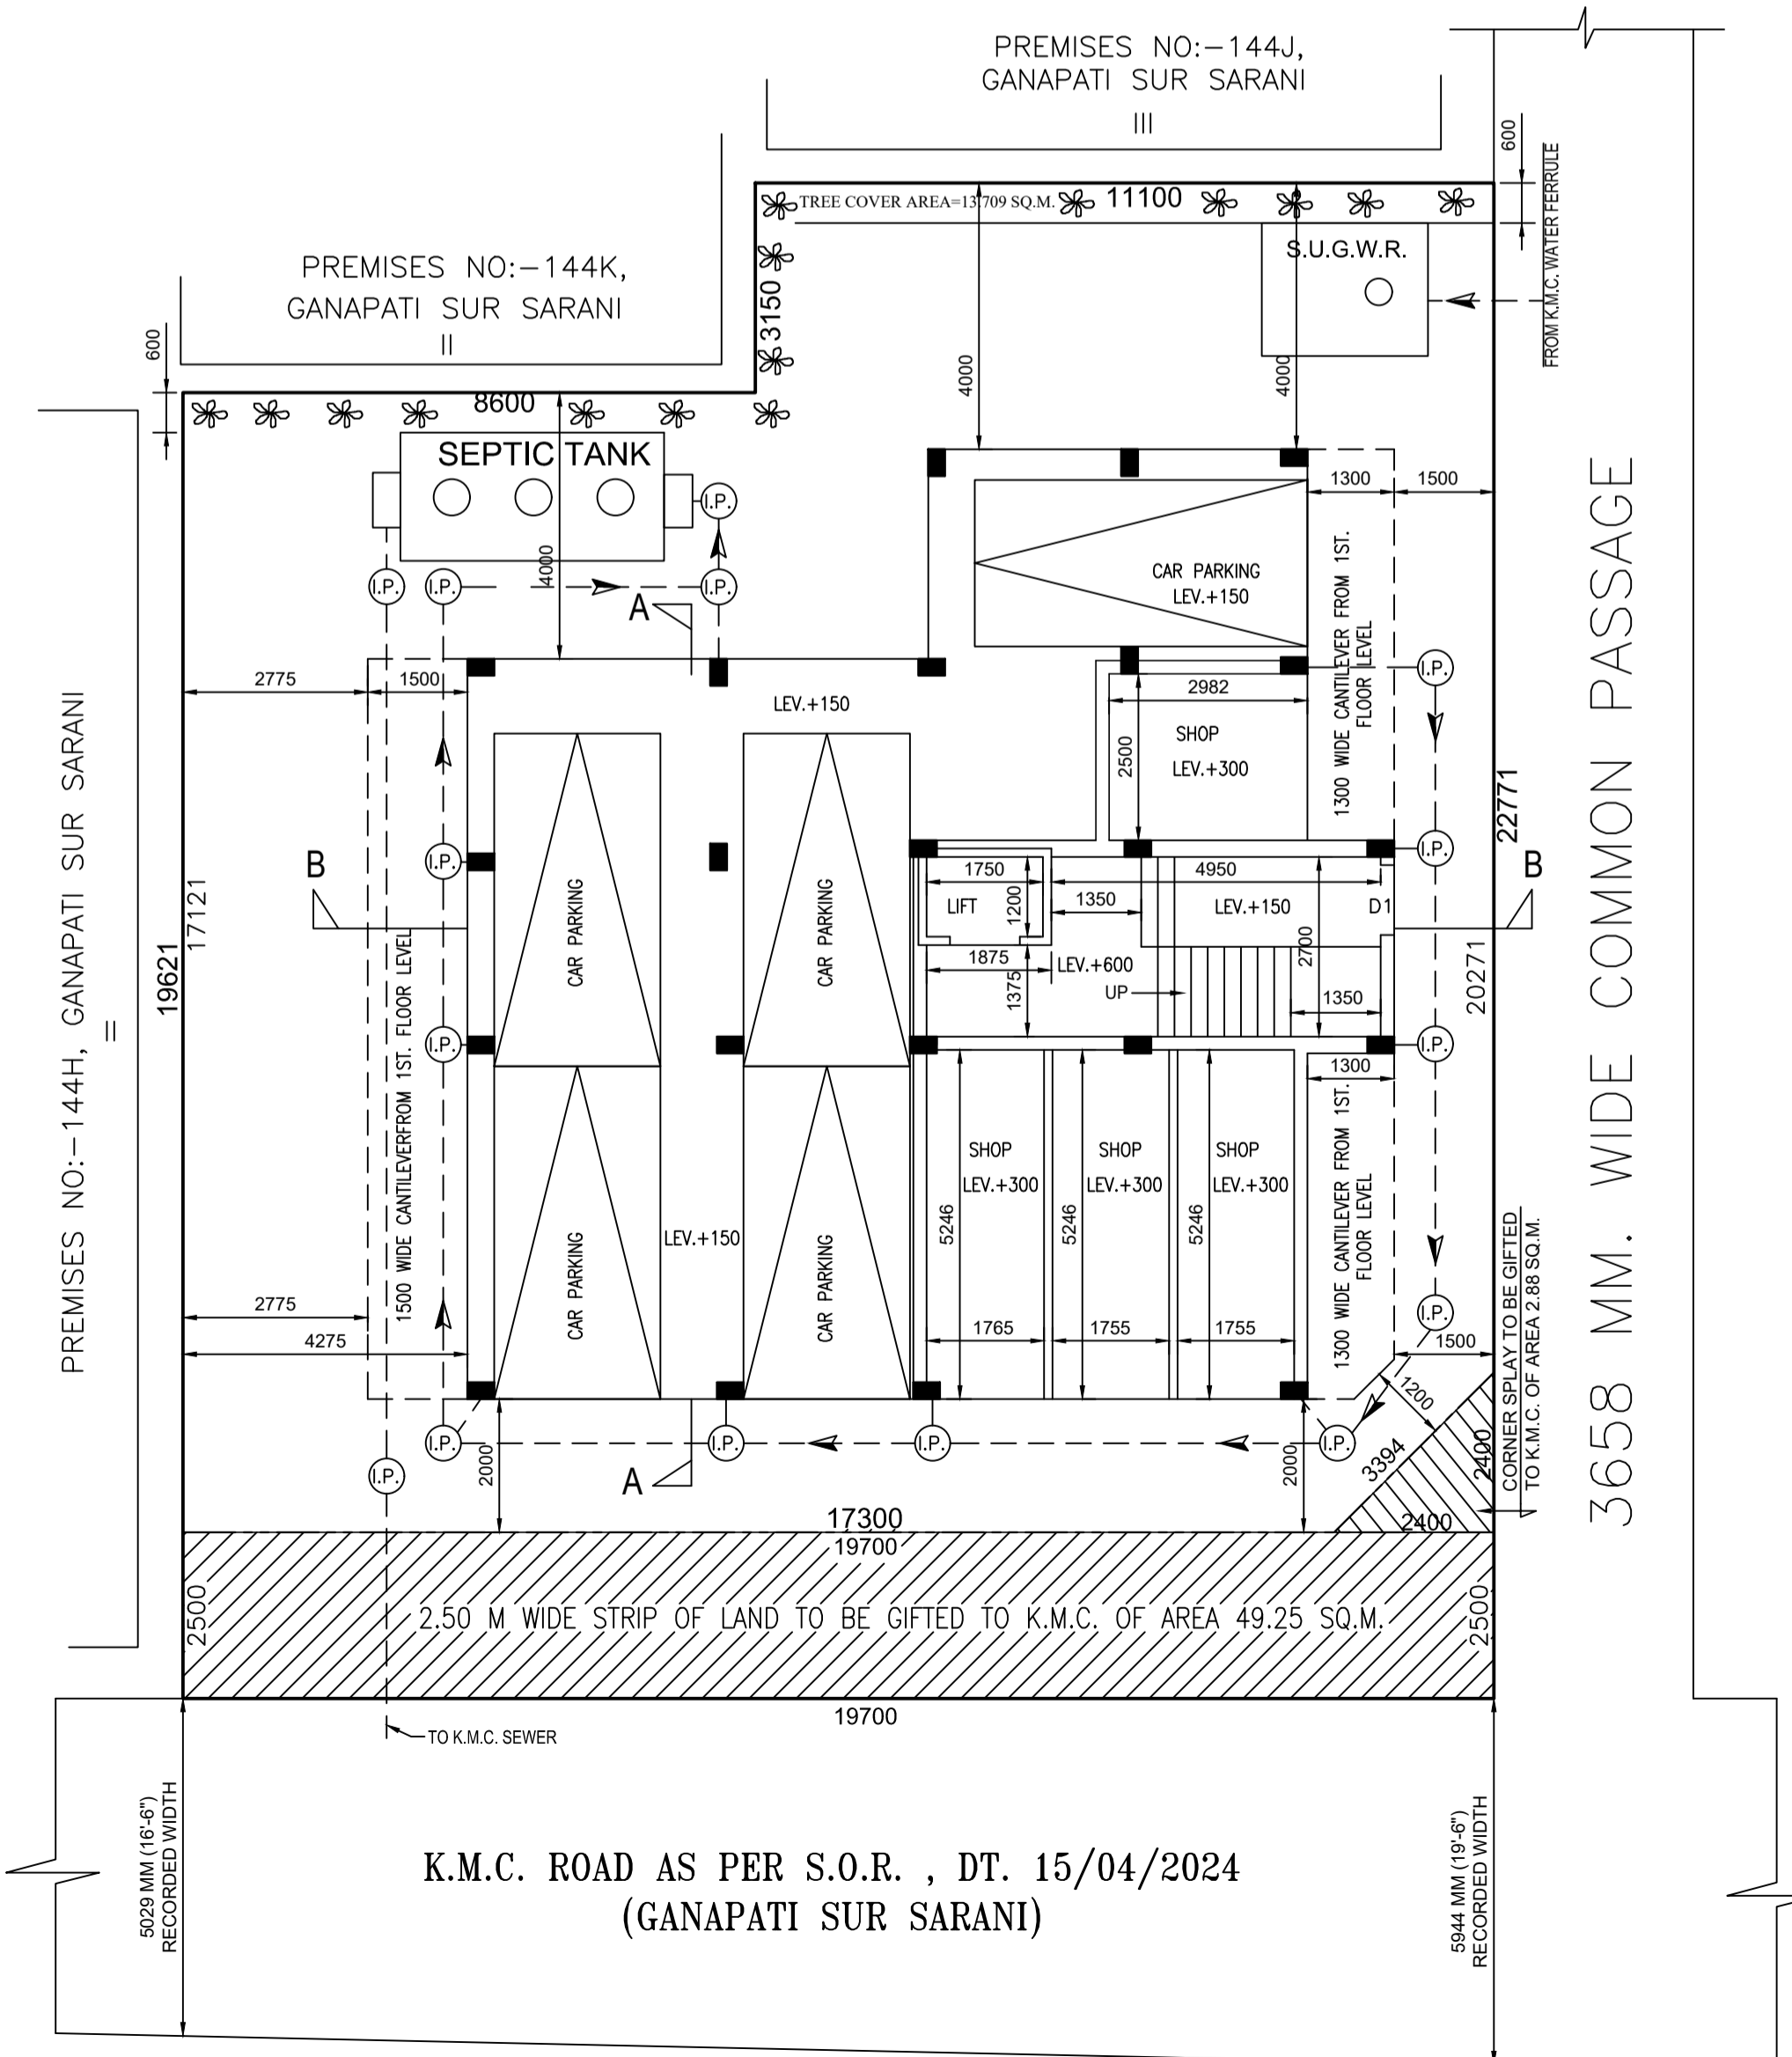 PREMISES NO:-144J,
GANAPATI SUR SARANI
III
600
FROM K.M.C. WATER FERRULE
TREE COVER AREA=13.709 SQ.M.
11100
S.U.G.W.R.
PREMISES NO:-144K,
GANAPATI SUR SARANI
II
3150
600
8600
4000
4000
SEPTIC TANK
I.P.
4000
I.P.
I.P.
I.P.
A
1300
1500
CAR PARKING
LEV.+150
1300 WIDE CANTILEVER FROM 1ST.
FLOOR LEVEL
I.P.
2775
1500
LEV.+150
2982
SHOP
LEV.+300
2500
22771
3658 MM. WIDE COMMON PASSAGE
PREMISES NO:-144H, GANAPATI SUR SARANI
II
B
17121
19621
I.P.
CAR PARKING
CAR PARKING
1750
4950
I.P.
B
LIFT
1200
1350
LEV.+150
D1
2700
1875
LEV.+600
1375
UP
1350
20271
1500 WIDE CANTILEVERFROM 1ST. FLOOR LEVEL
I.P.
I.P.
1300
SHOP
LEV.+300
SHOP
LEV.+300
SHOP
LEV.+300
5246
5246
5246
1300 WIDE CANTILEVER FROM 1ST.
FLOOR LEVEL
LEV.+150
CAR PARKING
CAR PARKING
2775
4275
1765
1755
1755
I.P.
1500
1200
CORNER SPLAY TO BE GIFTED
TO K.M.C. OF AREA 2.88 SQ.M.
I.P.
I.P.
I.P.
I.P.
I.P.
2000
A
2000
3394
2400
2400
17300
19700
2500
2.50 M WIDE STRIP OF LAND TO BE GIFTED TO K.M.C. OF AREA 49.25 SQ.M.
2500
19700
TO K.M.C. SEWER
5029 MM (16'-6")
RECORDED WIDTH
K.M.C. ROAD AS PER S.O.R. , DT. 15/04/2024
(GANAPATI SUR SARANI)
5944 MM (19'-6")
RECORDED WIDTH